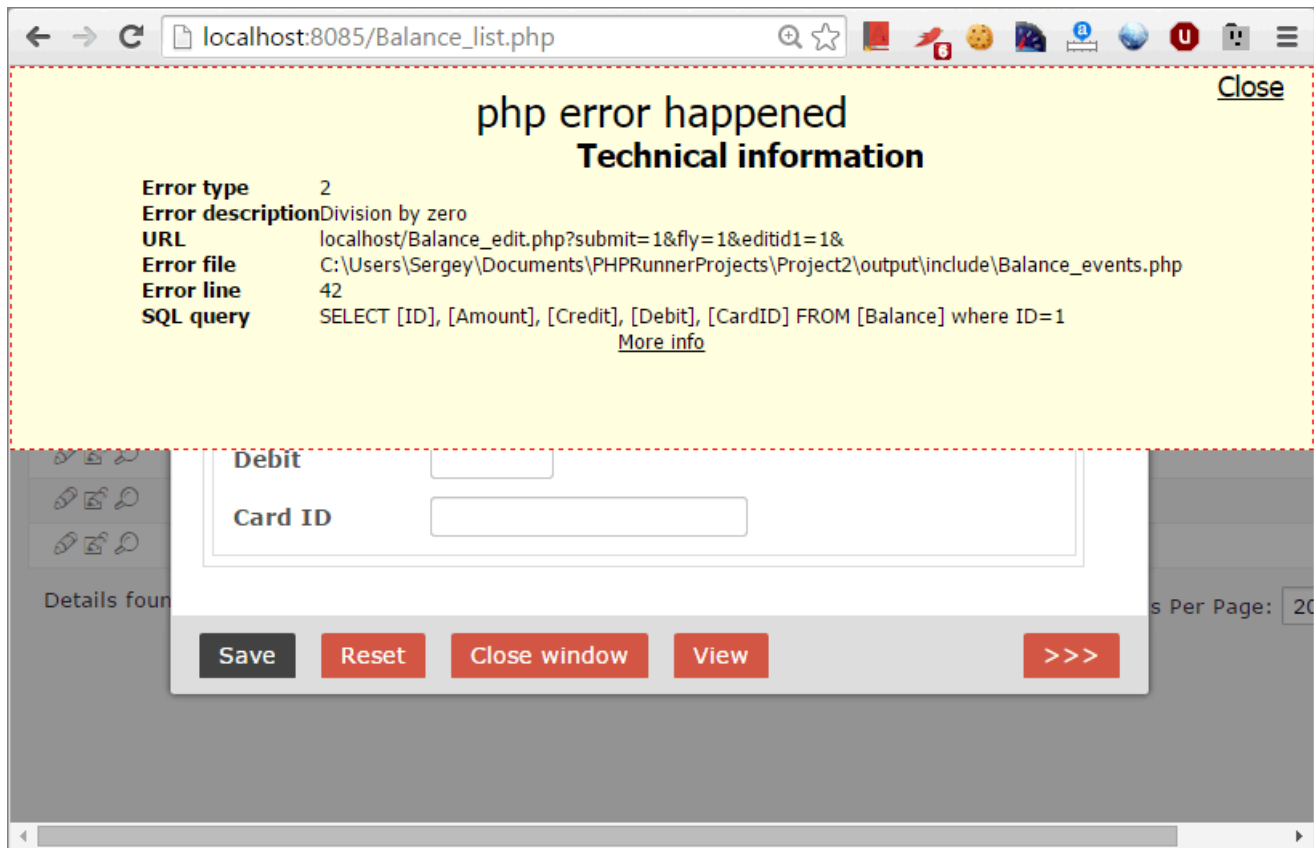 localhost:8085/Balance_list.php
6
a
U
Close
php error happened
Technical information
Error type 2
Error description Division by zero
URL localhost/Balance_edit.php?submit=1&fly=1&editid1=1&
Error file C:\Users\Sergey\Documents\PHPRunnerProjects\Project2\output\include\Balance_events.php
Error line 42
SQL query SELECT [ID], [Amount], [Credit], [Debit], [CardID] FROM [Balance] where ID=1
More info
Debit
Card ID
Details foun
s Per Page: 20
Save Reset Close window View >>>